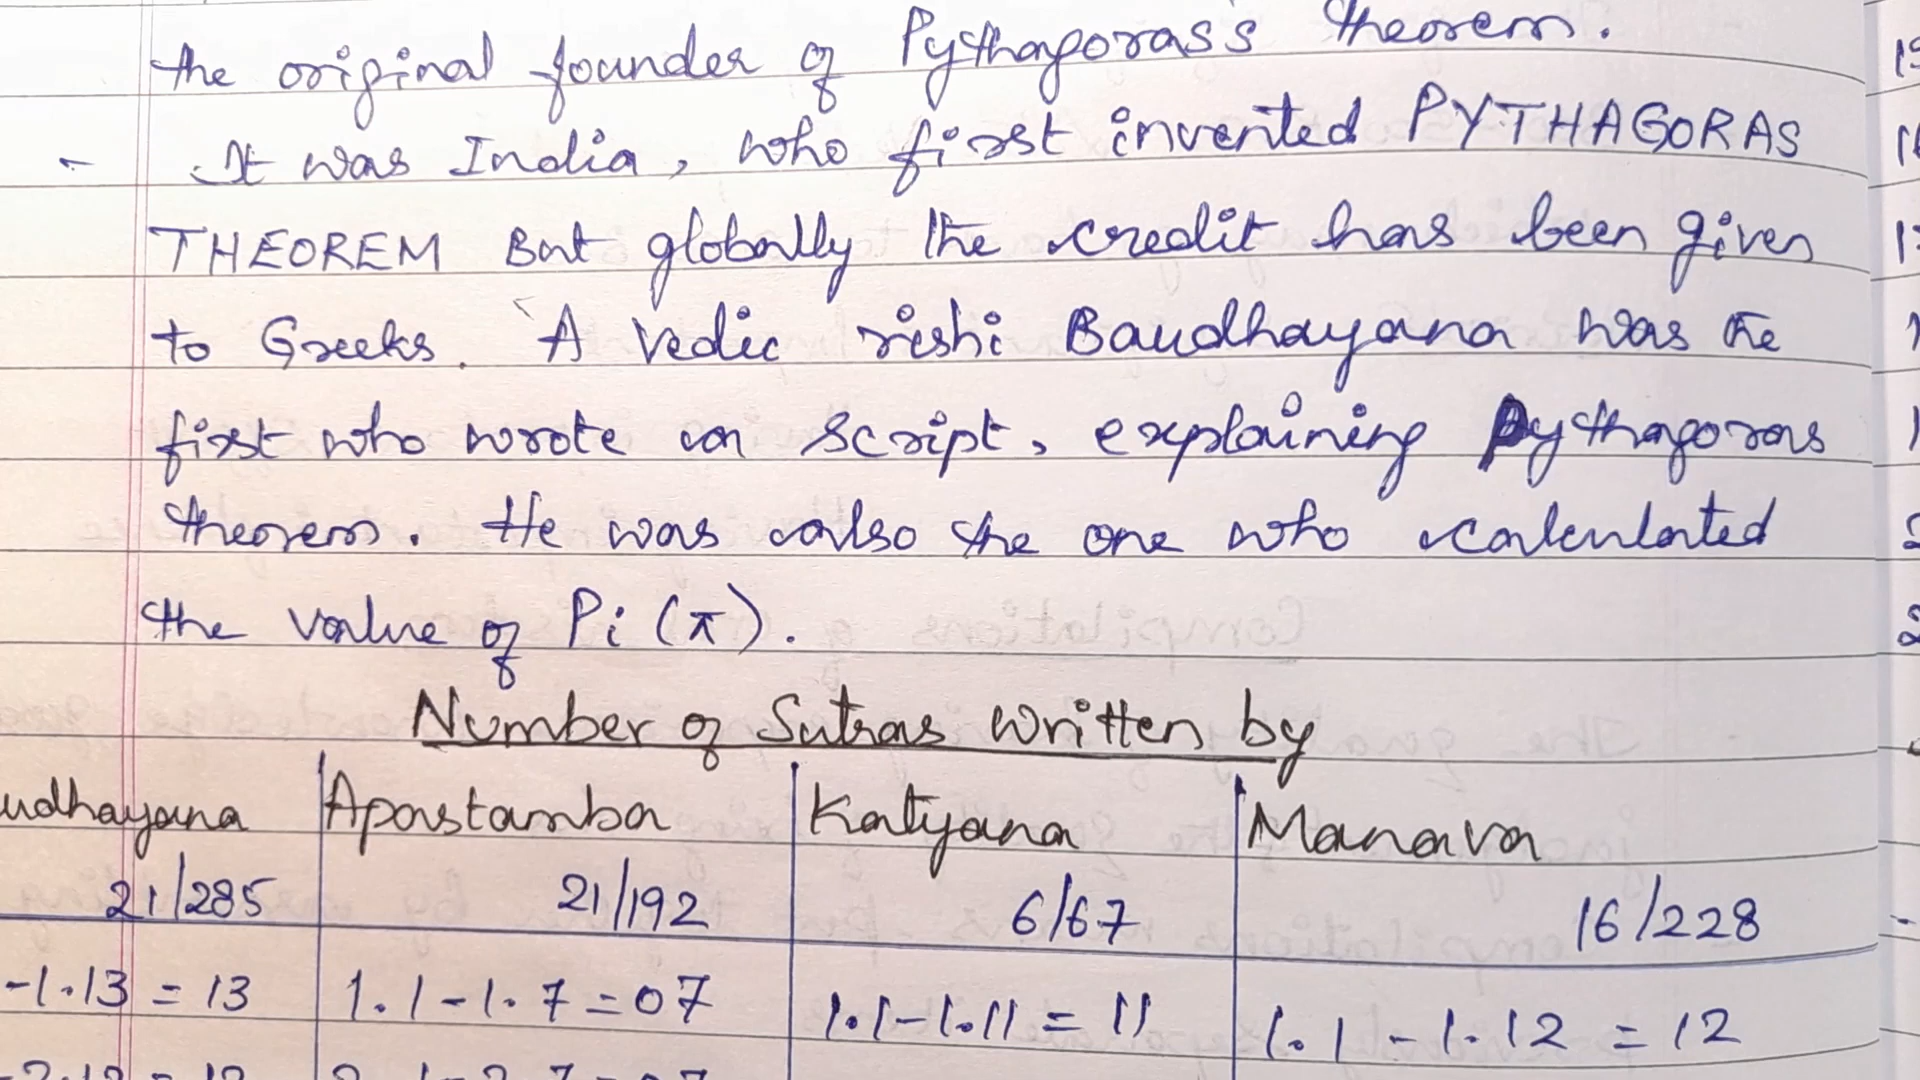 the original founder of Pythagoras's theorem.
- It was India, who first invented PYTHAGORAS
THEOREM But globally the credit has been given
to Greeks. A Vedic rishi Baudhayana was the
first who wrote a script, explaining Pythagoras
theorem. He was also the one who calculated
the value of Pi (π).
Number of Sutras written by
udhayana Apastamba Katyana Manava
21/285 21/192 6/67 16/228
-1.13 = 13 1.1-1.7=07 1.1-1.11 = 11 1.1 - 1.12 = 12